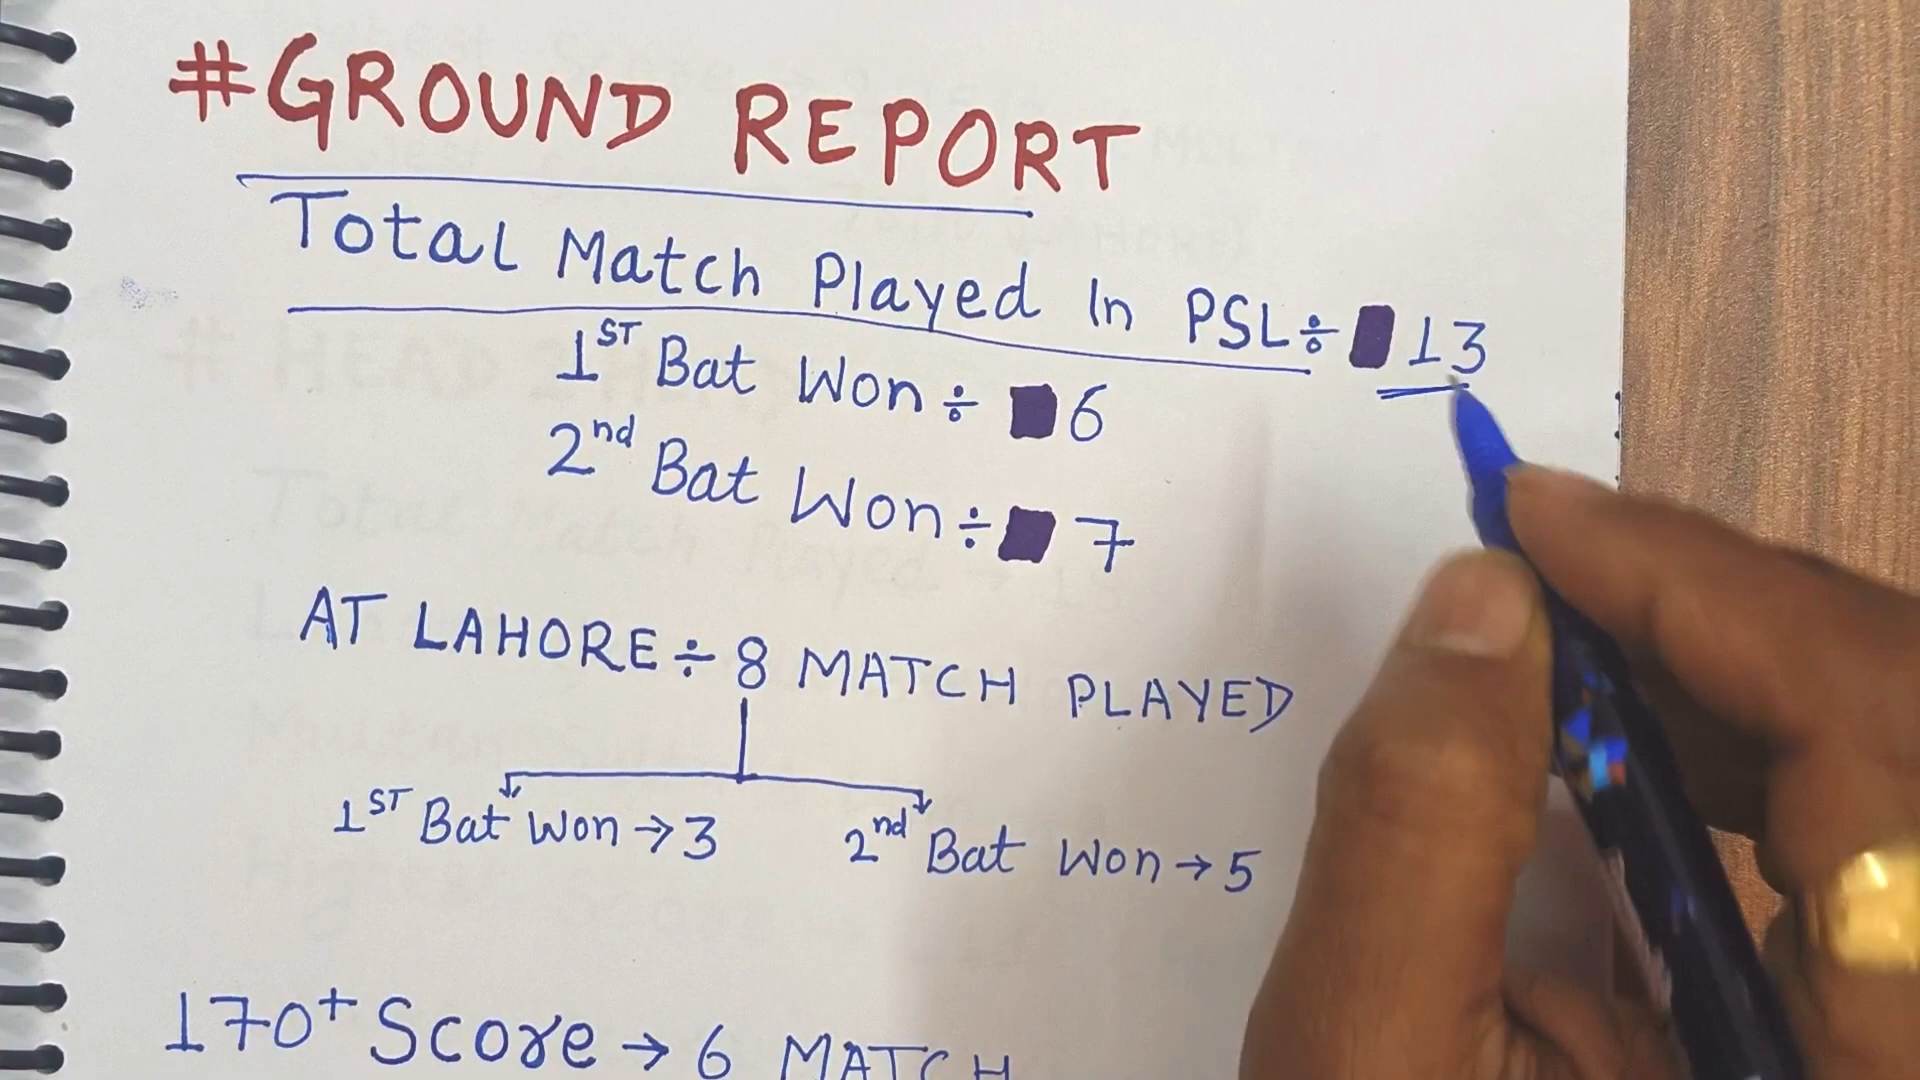 #GROUND REPORT
Total Match Played In PSL÷ 13
1ST Bat Won÷ 6
2nd Bat Won÷ 7
AT LAHORE÷ 8 MATCH PLAYED
1ST Bat Won→3
2nd Bat Won→5
170+ Score→6 MATCH